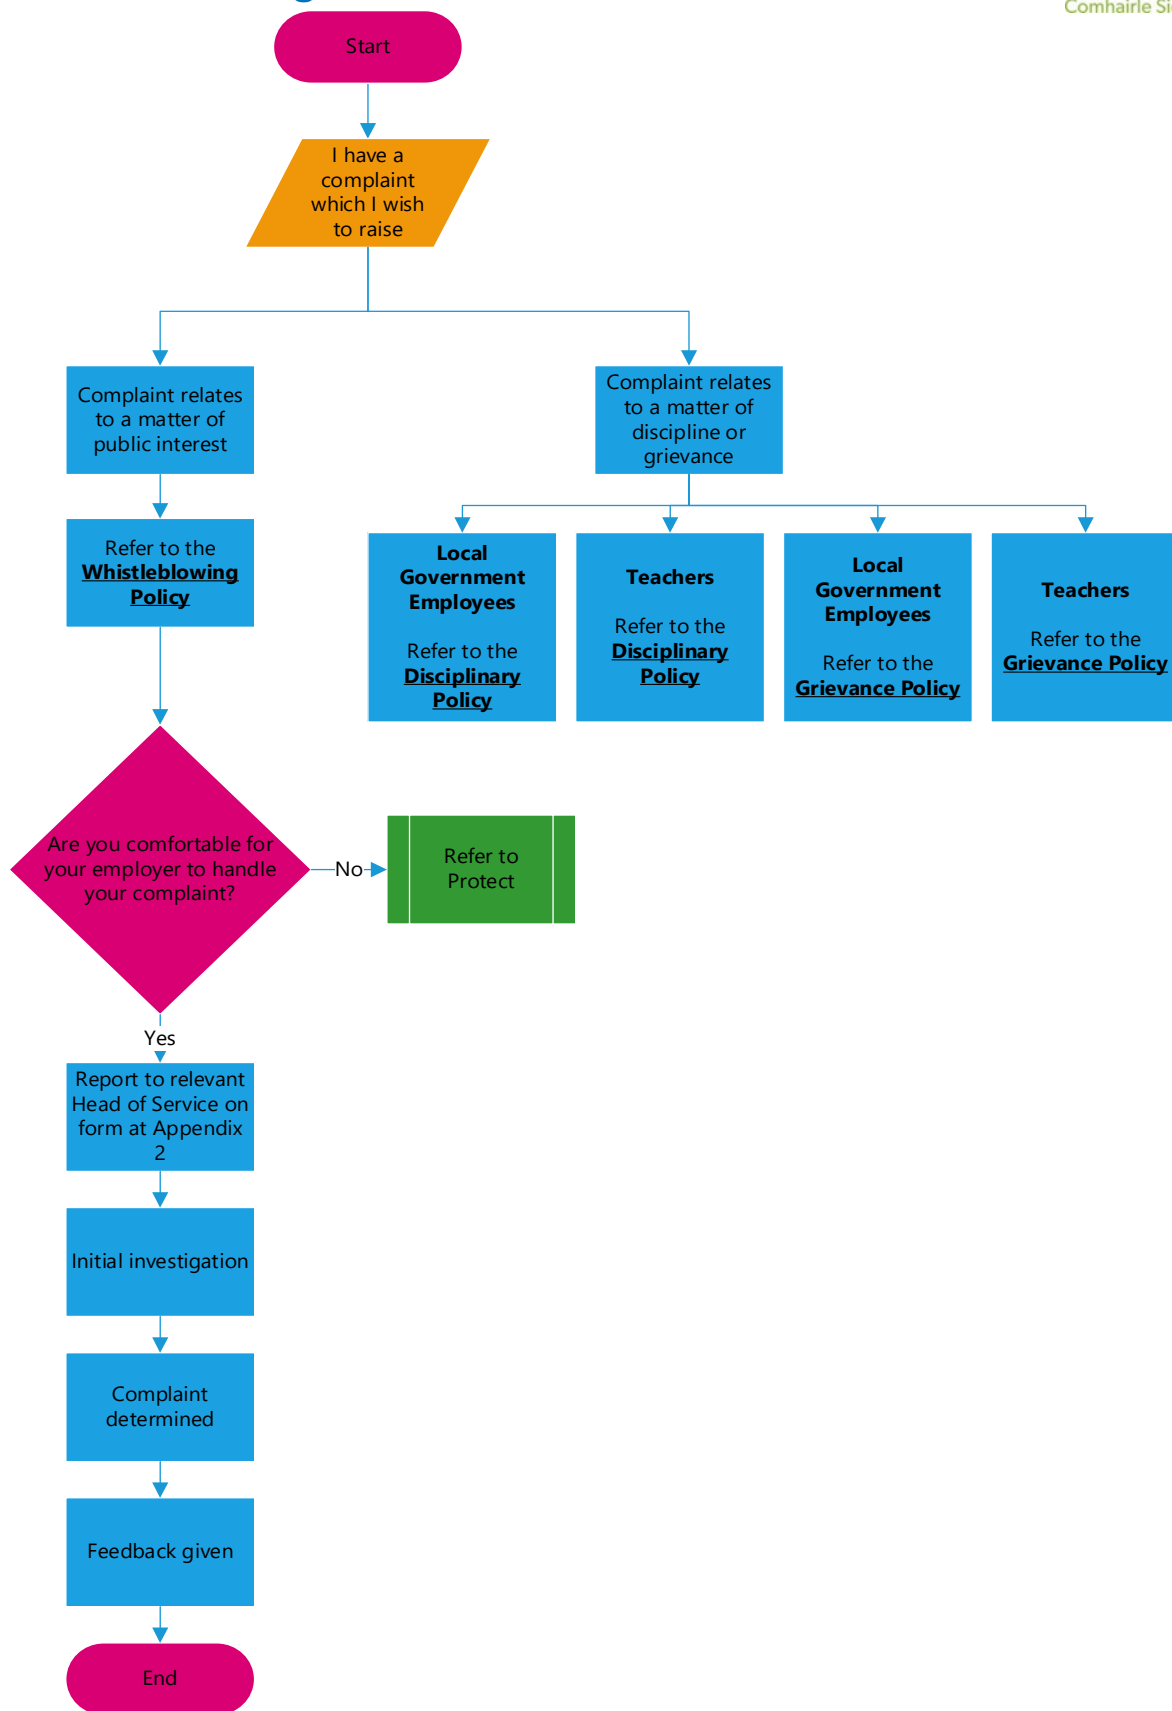 Comhairle
Start
I have a
complaint
which I wish
to raise
Complaint relates
to a matter of
public interest
Complaint relates
to a matter of
discipline or
grievance
Refer to the
Whistleblowing
Policy
Local
Government
Employees
Refer to the
Disciplinary
Policy
Teachers
Refer to the
Disciplinary
Policy
Local
Government
Employees
Refer to the
Grievance Policy
Teachers
Refer to the
Grievance Policy
Are you comfortable for
your employer to handle
your complaint?
No
Refer to
Protect
Yes
Report to relevant
Head of Service on
form at Appendix
2
Initial investigation
Complaint
determined
Feedback given
End